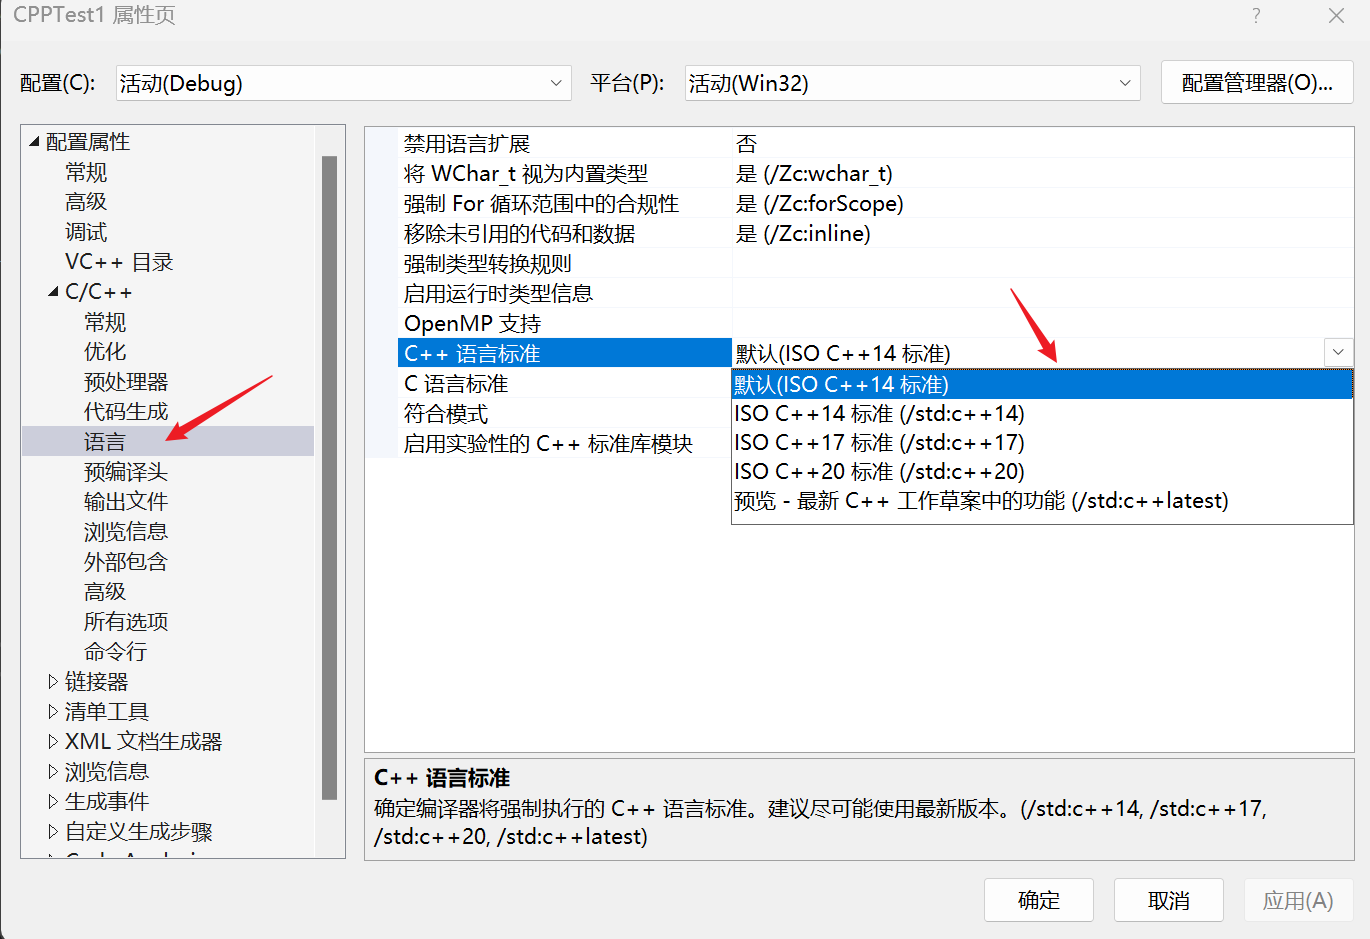 CPPTest1 属性页
?
配置(C):
活动(Debug)
平台(P):
活动(Win32)
配置管理器(O)...
配置属性
常规
高级
调试
VC++ 目录
C/C++
常规
优化
预处理器
代码生成
语言
预编译头
输出文件
浏览信息
外部包含
高级
所有选项
命令行
链接器
清单工具
XML 文档生成器
浏览信息
生成事件
自定义生成步骤
禁用语言扩展 否
将 WChar_t 视为内置类型 是 (/Zc:wchar_t)
强制 For 循环范围中的合规性 是 (/Zc:forScope)
移除未引用的代码和数据 是 (/Zc:inline)
强制类型转换规则
启用运行时类型信息
OpenMP 支持
C++ 语言标准 默认(ISO C++14 标准)
C 语言标准
符合模式
启用实验性的 C++ 标准库模块
默认(ISO C++14 标准)
ISO C++14 标准 (/std:c++14)
ISO C++17 标准 (/std:c++17)
ISO C++20 标准 (/std:c++20)
预览 - 最新 C++ 工作草案中的功能 (/std:c++latest)
C++ 语言标准
确定编译器将强制执行的 C++ 语言标准。建议尽可能使用最新版本。(/std:c++14, /std:c++17,
/std:c++20, /std:c++latest)
确定
取消
应用(A)